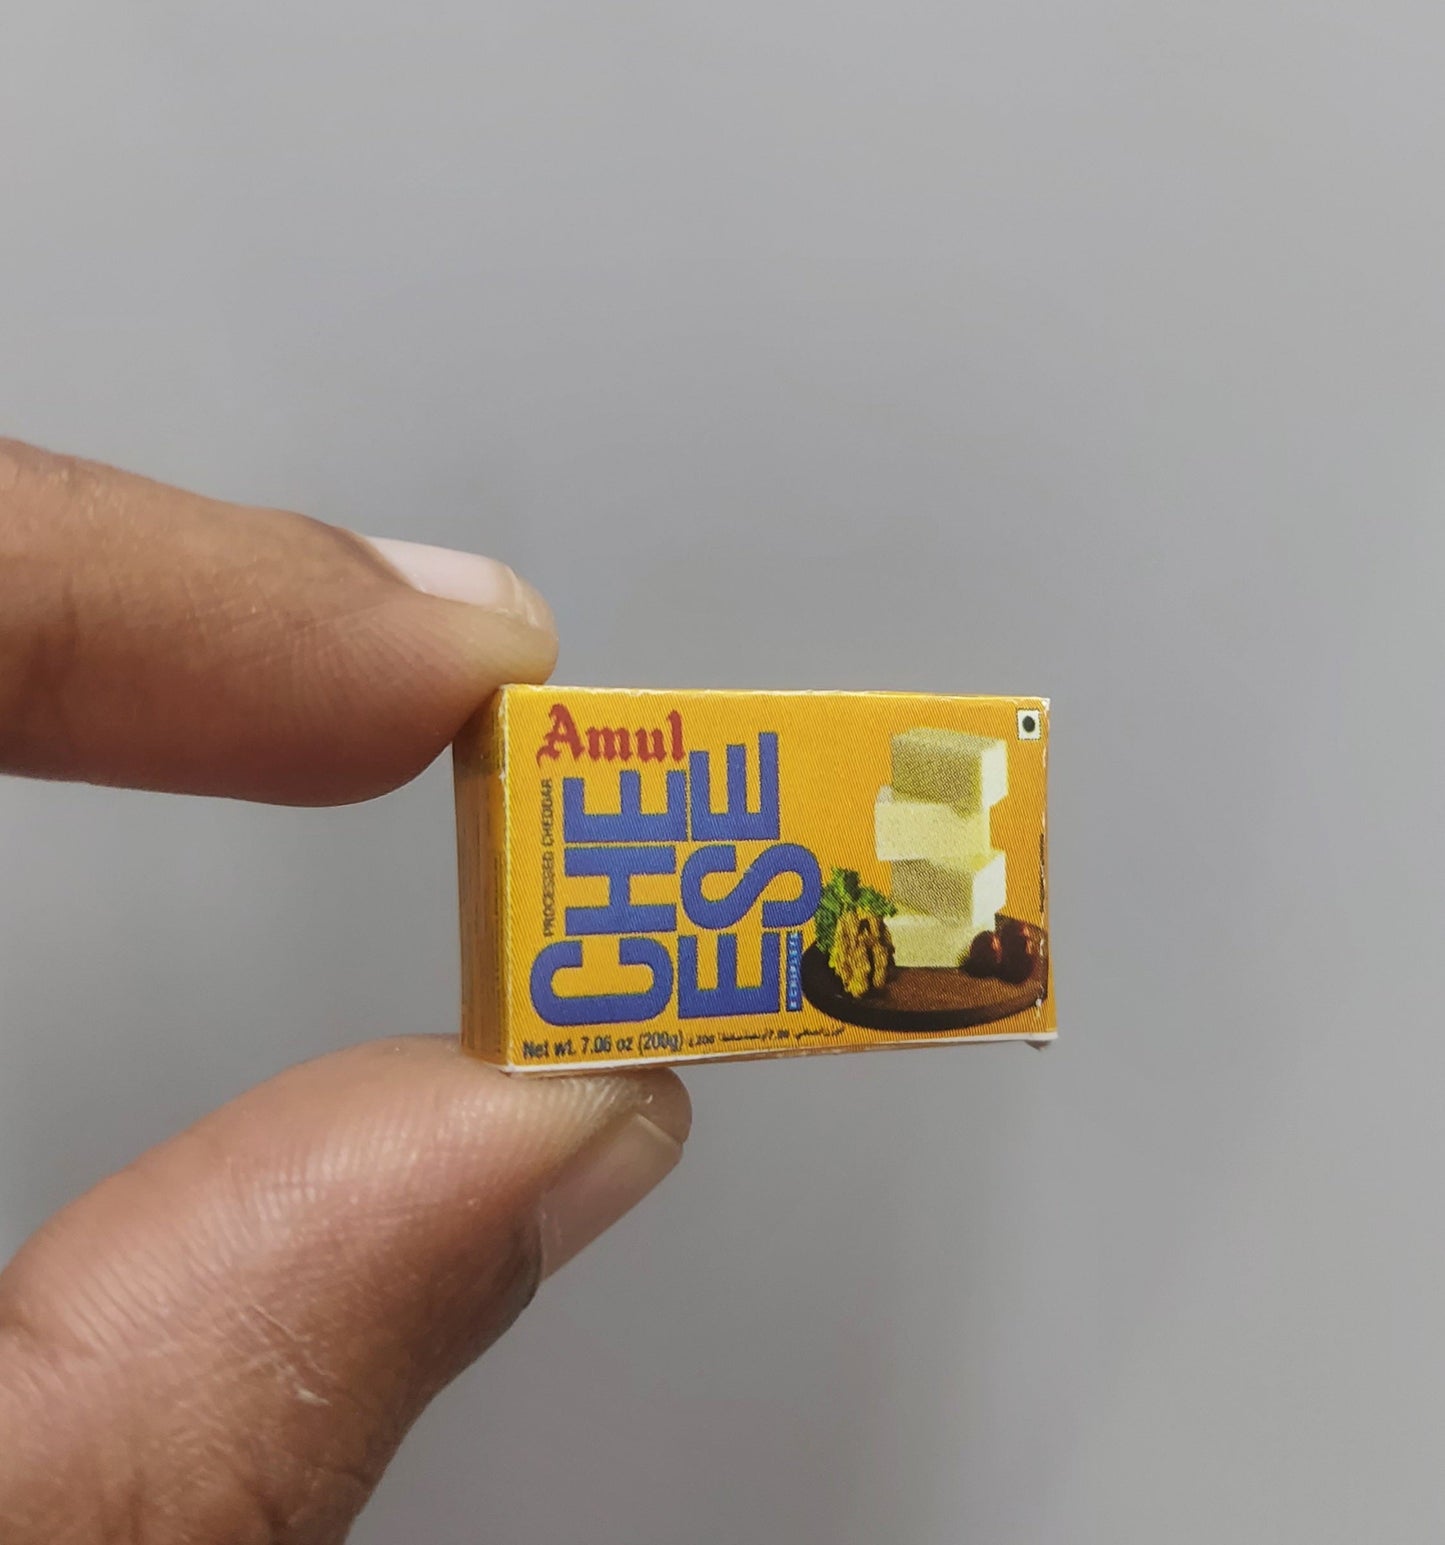 Amul
PROCESSED CHEDDAR
CHE
ESE
Net wt. 7.06 oz (200g)